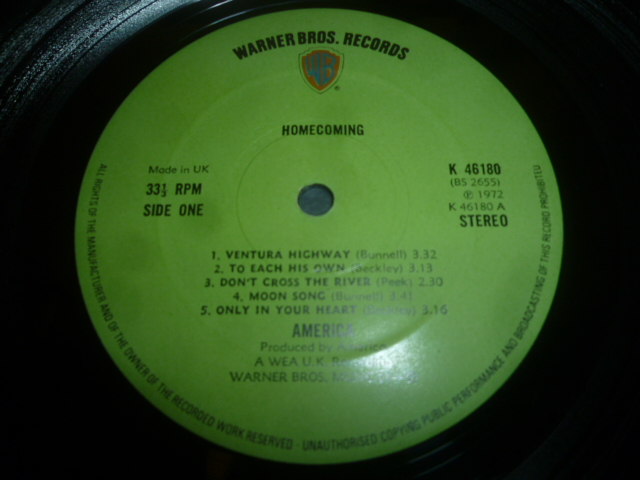 WARNER BROS. RECORDS
WB
®
HOMECOMING
Made in UK
33⅓ RPM
SIDE ONE
K 46180
(BS 2655)
℗ 1972
K 46180 A
STEREO
1. VENTURA HIGHWAY (Bunnell) 3.32
2. TO EACH HIS OWN (Beckley) 3.13
3. DON'T CROSS THE RIVER (Peek) 2.30
4. MOON SONG (Bunnell) 3.41
5. ONLY IN YOUR HEART (Beckley) 3.16
AMERICA
Produced by America
A WEA U.K.
WARNER BROS.
ALL RIGHTS OF THE MANUFACTURER AND OF THE OWNER OF THE RECORDED WORK RESERVED · UNAUTHORISED COPYING PUBLIC PERFORMANCE AND BROADCASTING OF THIS RECORD PROHIBITED